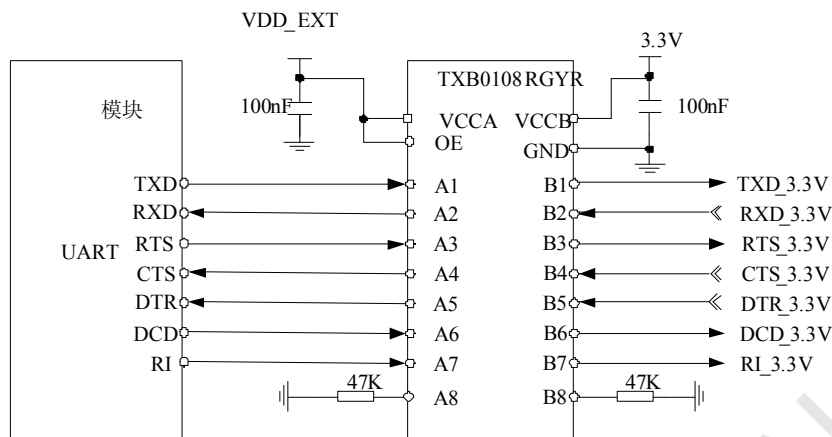 VDD_EXT
3.3V
TXB0108RGYR
模块
100nF
100nF
VCCA VCCB
OE
GND
TXD A1 B1 TXD_3.3V
RXD A2 B2 RXD_3.3V
RTS A3 B3 RTS_3.3V
UART
CTS A4 B4 CTS_3.3V
DTR A5 B5 DTR_3.3V
DCD A6 B6 DCD_3.3V
RI A7 B7 RI_3.3V
47K A8 B8 47K